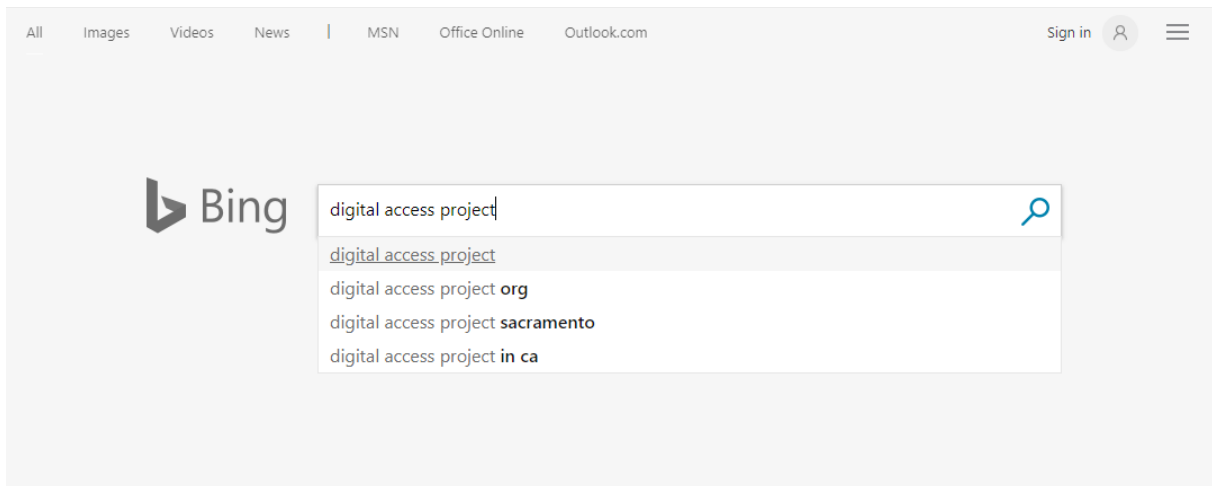 All Images Videos News | MSN Office Online Outlook.com Sign in
Bing digital access project
digital access project
digital access project org
digital access project sacramento
digital access project in ca